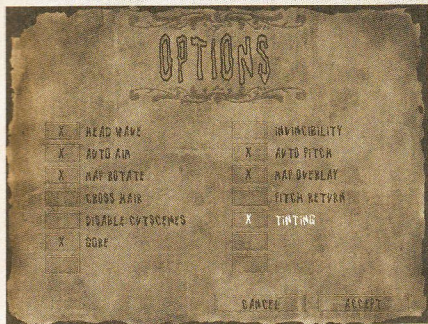 OPTIONS
X HEAD WAVE
X AUTO AIM
X MAP ROTATE
CROSS HAIR
DISABLE CUTSCENES
X GORE
INVINCIBILITY
X AUTO PITCH
X MAP OVERLAY
PITCH RETURN
X TINTING
CANCEL ACCEPT